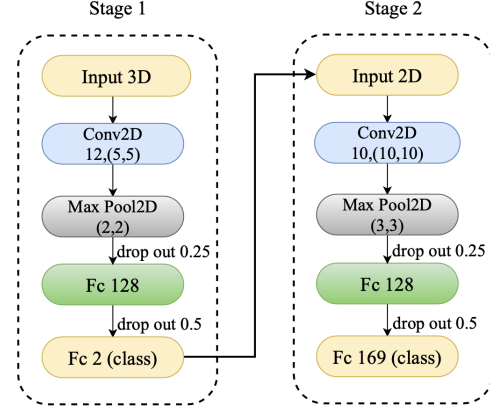 Stage 1
Input 3D
Conv2D
12,(5,5)
Max Pool2D
(2,2)
drop out 0.25
Fc 128
drop out 0.5
Fc 2 (class)
Stage 2
Input 2D
Conv2D
10,(10,10)
Max Pool2D
(3,3)
drop out 0.25
Fc 128
drop out 0.5
Fc 169 (class)